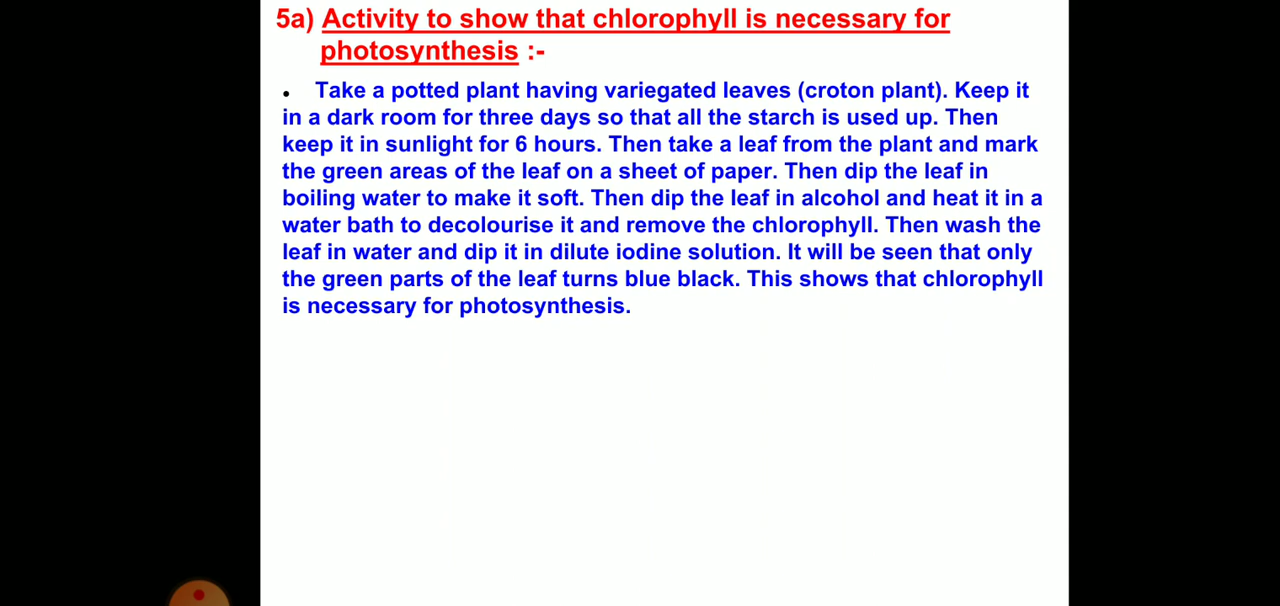 5a) Activity to show that chlorophyll is necessary for
photosynthesis :-
• Take a potted plant having variegated leaves (croton plant). Keep it
in a dark room for three days so that all the starch is used up. Then
keep it in sunlight for 6 hours. Then take a leaf from the plant and mark
the green areas of the leaf on a sheet of paper. Then dip the leaf in
boiling water to make it soft. Then dip the leaf in alcohol and heat it in a
water bath to decolourise it and remove the chlorophyll. Then wash the
leaf in water and dip it in dilute iodine solution. It will be seen that only
the green parts of the leaf turns blue black. This shows that chlorophyll
is necessary for photosynthesis.